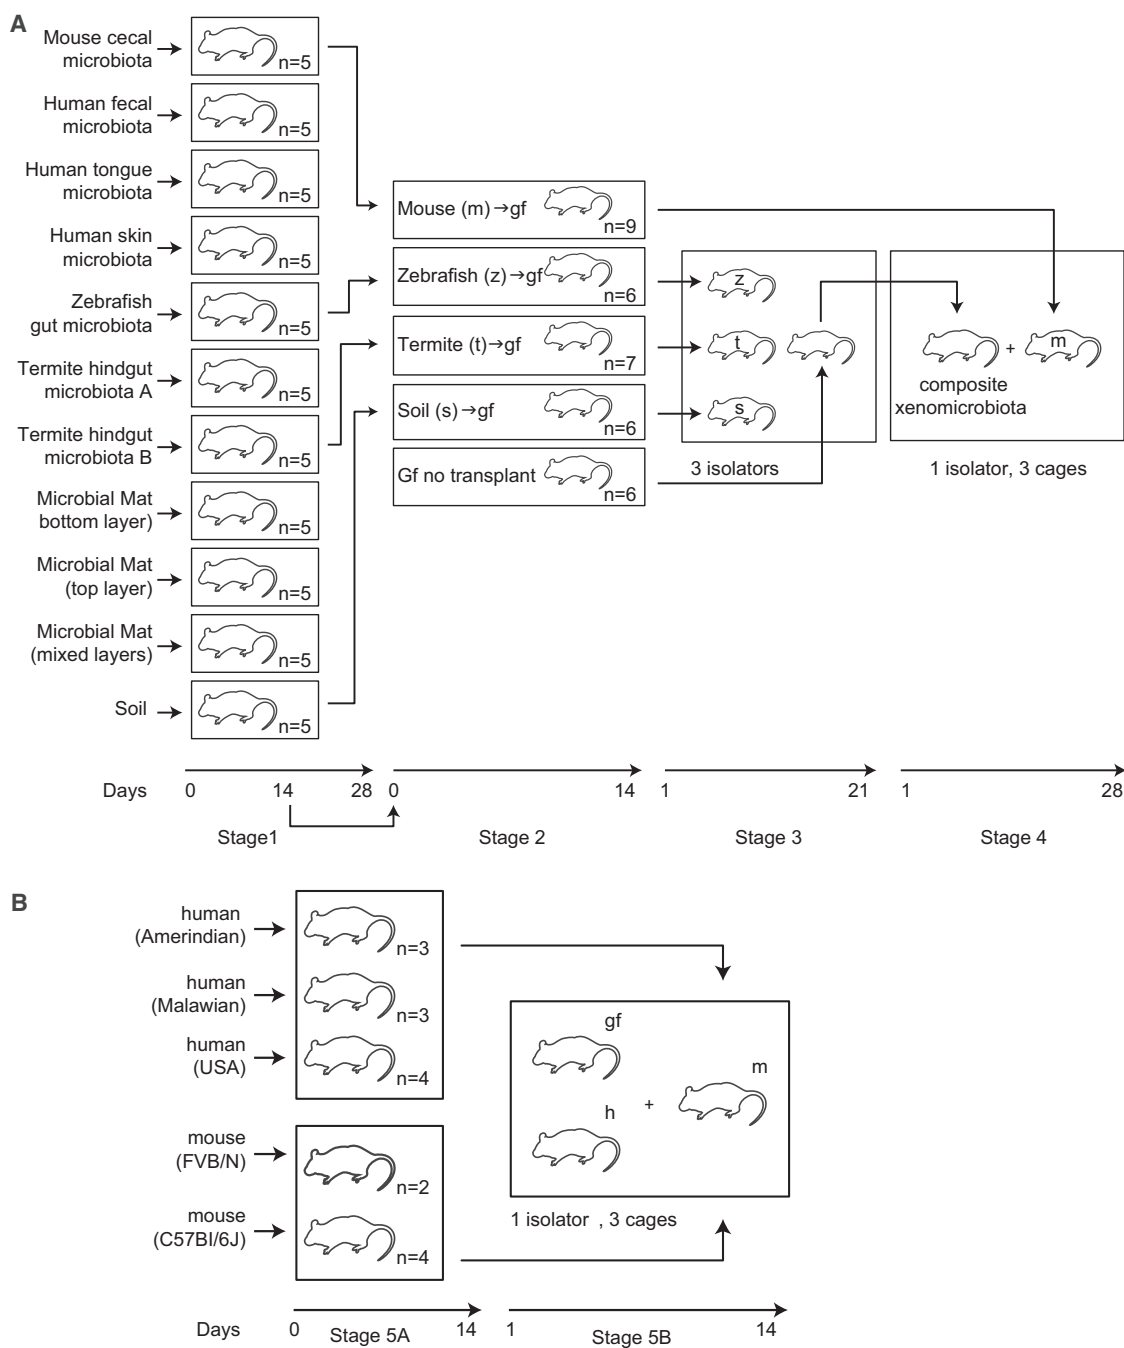 A
Mouse cecal
microbiota
n=5
Human fecal
microbiota
n=5
Human tongue
microbiota
n=5
Human skin
microbiota
n=5
Zebrafish
gut microbiota
n=5
Termite hindgut
microbiota A
n=5
Termite hindgut
microbiota B
n=5
Microbial Mat
bottom layer)
n=5
Microbial Mat
(top layer)
n=5
Microbial Mat
(mixed layers)
n=5
Soil
n=5
Mouse (m)→gf
n=9
Zebrafish (z)→gf
n=6
Termite (t)→gf
n=7
Soil (s)→gf
n=6
Gf no transplant
n=6
z
t
s
3 isolators
+
m
composite
xenomicrobiota
1 isolator, 3 cages
Days
0 14 28
0 14
1 21
1 28
Stage1
Stage 2
Stage 3
Stage 4
B
human
(Amerindian)
n=3
human
(Malawian)
n=3
human
(USA)
n=4
mouse
(FVB/N)
n=2
mouse
(C57Bl/6J)
n=4
gf
h
+
m
1 isolator , 3 cages
Days
0 Stage 5A 14
1 Stage 5B 14